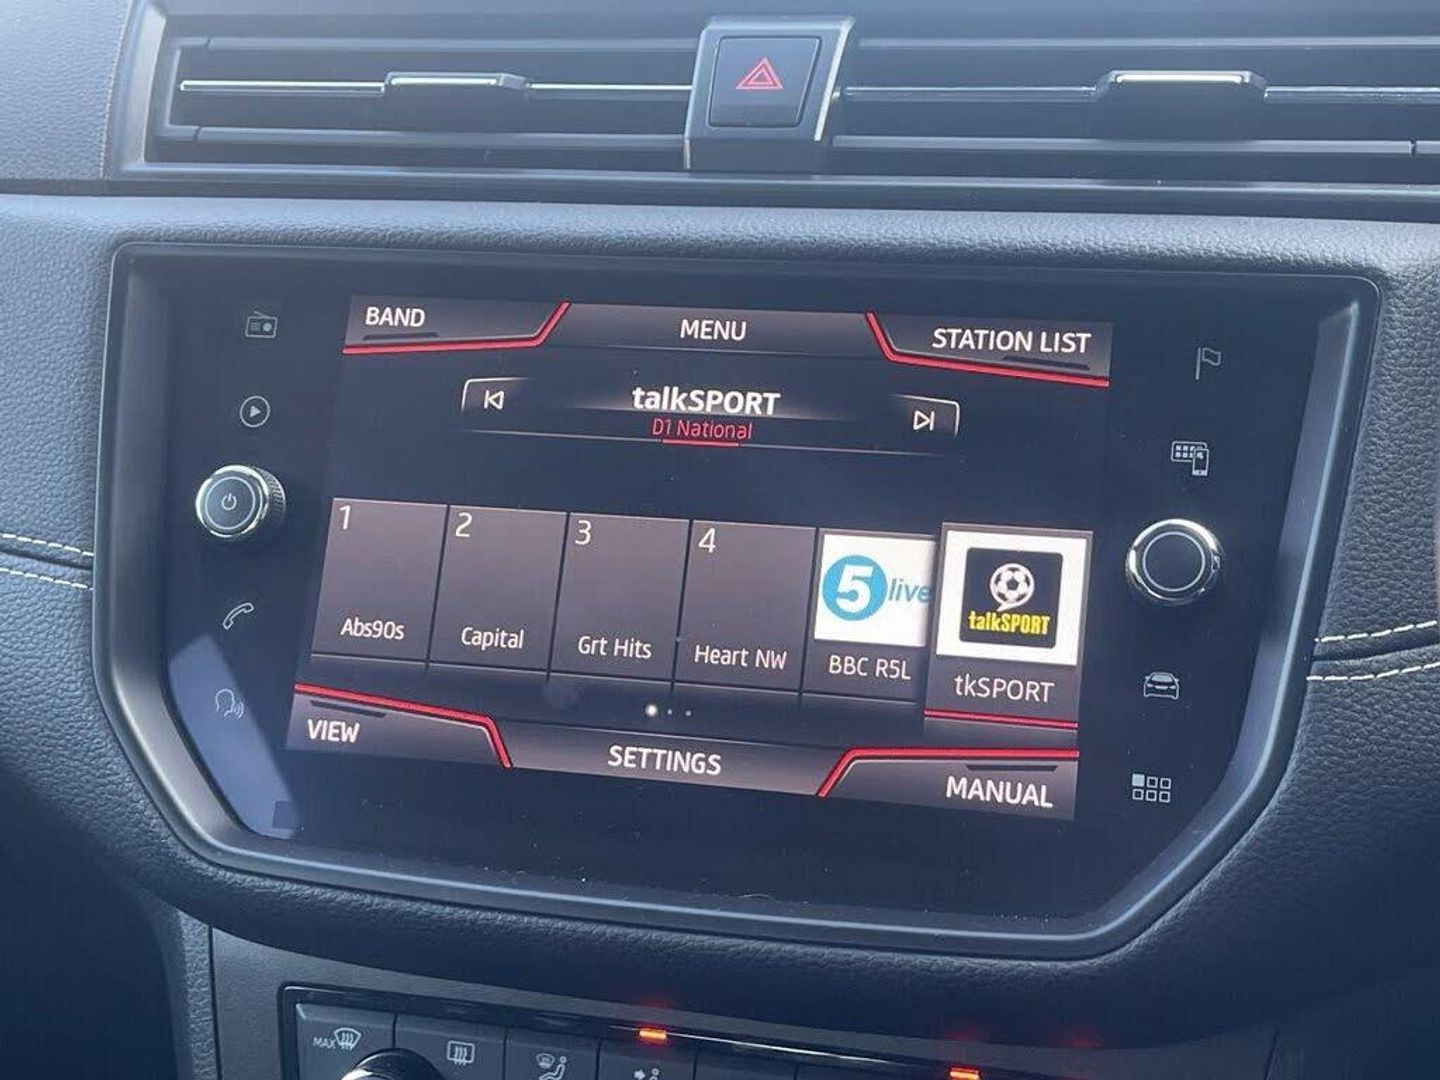 BAND
MENU
STATION LIST
talkSPORT
D1 National
1
2
3
4
5 live
talkSPORT
Abs90s
Capital
Grt Hits
Heart NW
BBC R5L
tkSPORT
VIEW
SETTINGS
MANUAL
MAX